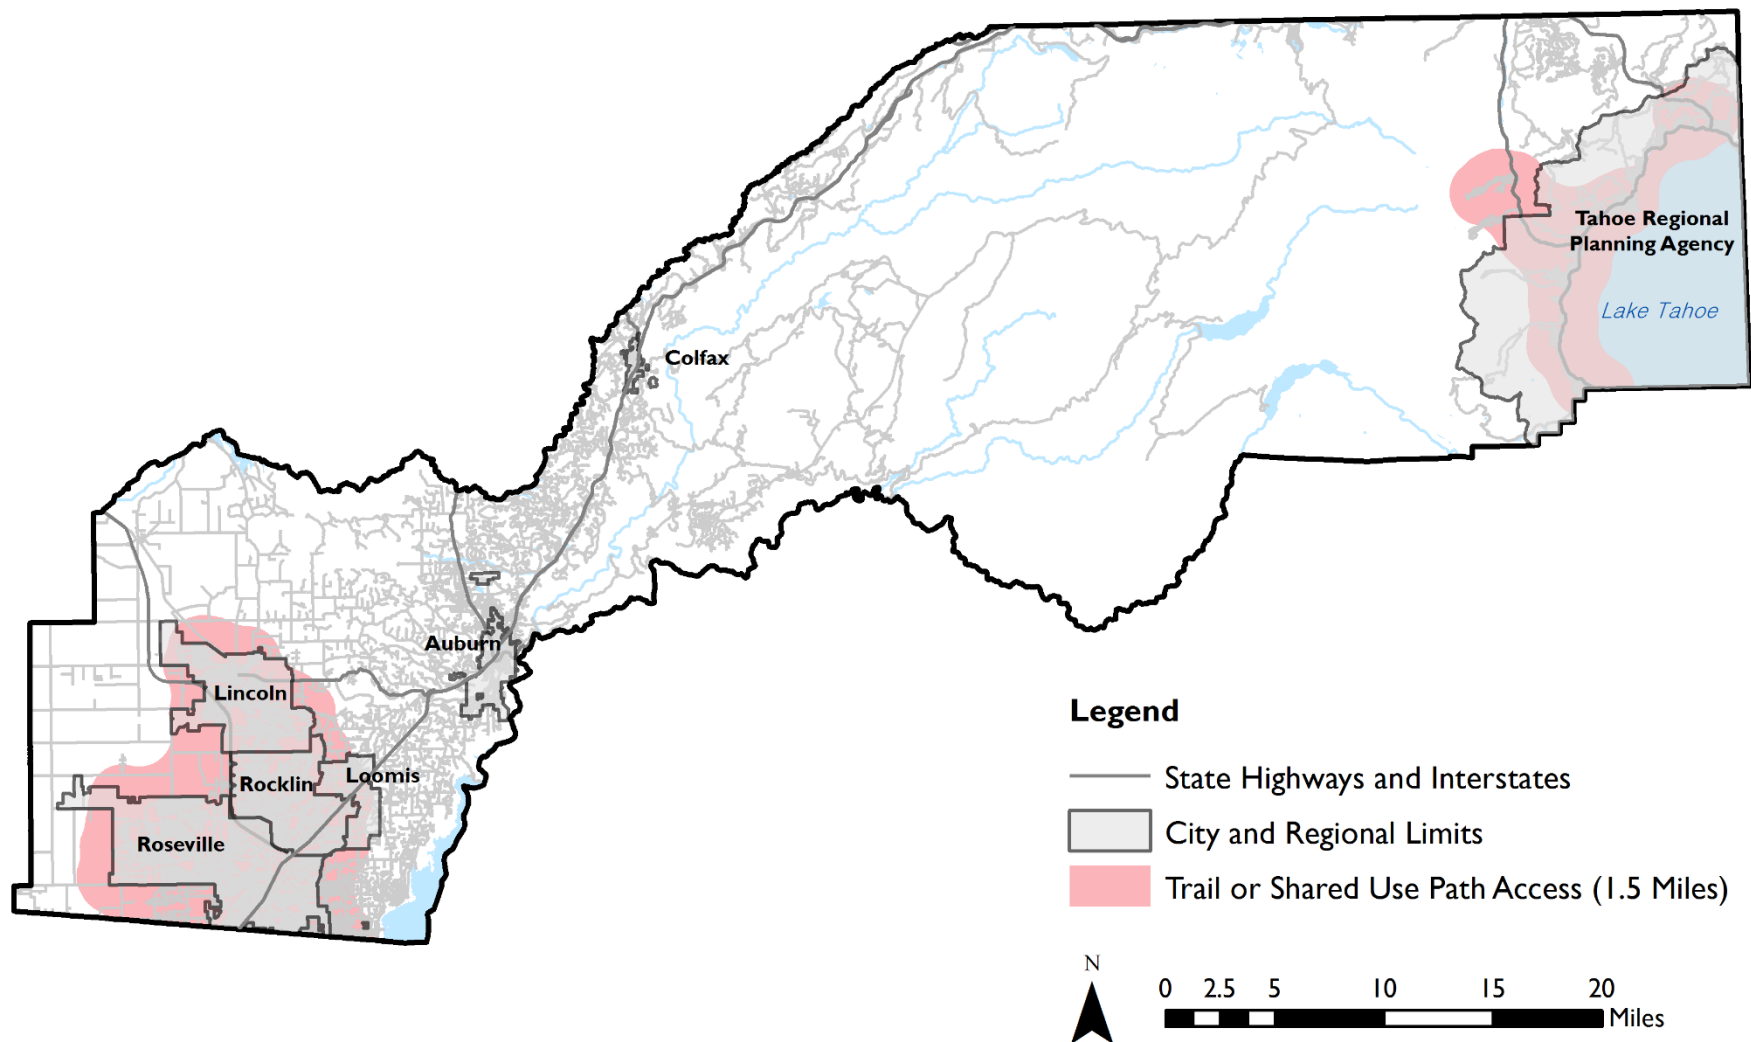 Tahoe Regional
Planning Agency
Lake Tahoe
Colfax
Auburn
Lincoln
Loomis
Rocklin
Roseville
Legend
State Highways and Interstates
City and Regional Limits
Trail or Shared Use Path Access (1.5 Miles)
N
0 2.5 5 10 15 20
Miles